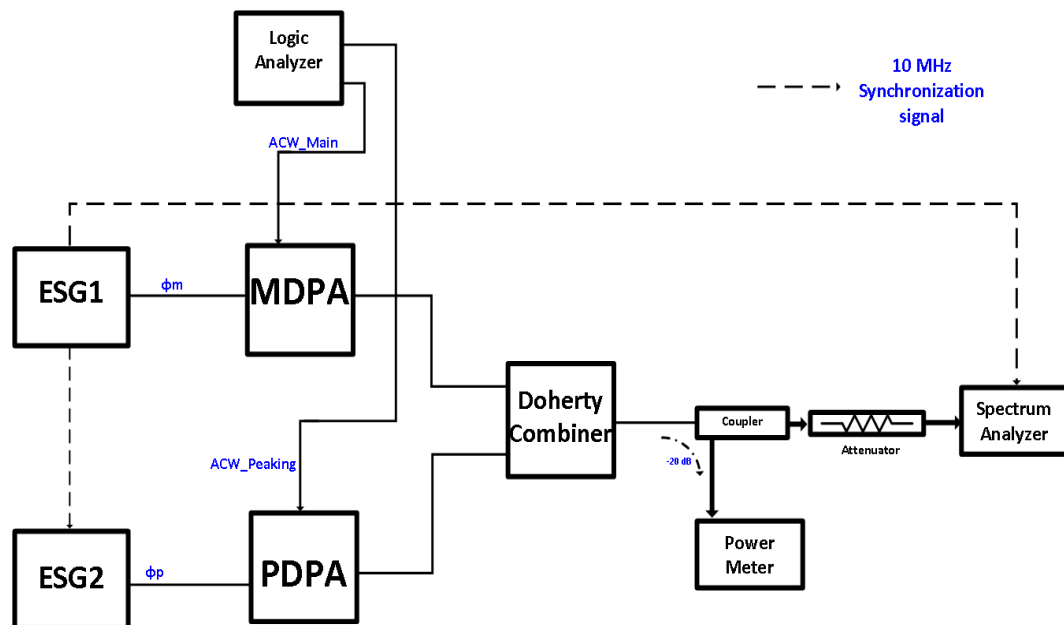 Logic
Analyzer
10 MHz
Synchronization
signal
ACW_Main
ESG1
ϕm
MDPA
Doherty
Combiner
Coupler
Attenuator
Spectrum
Analyzer
-20 dB
ACW_Peaking
Power
Meter
ESG2
ϕp
PDPA